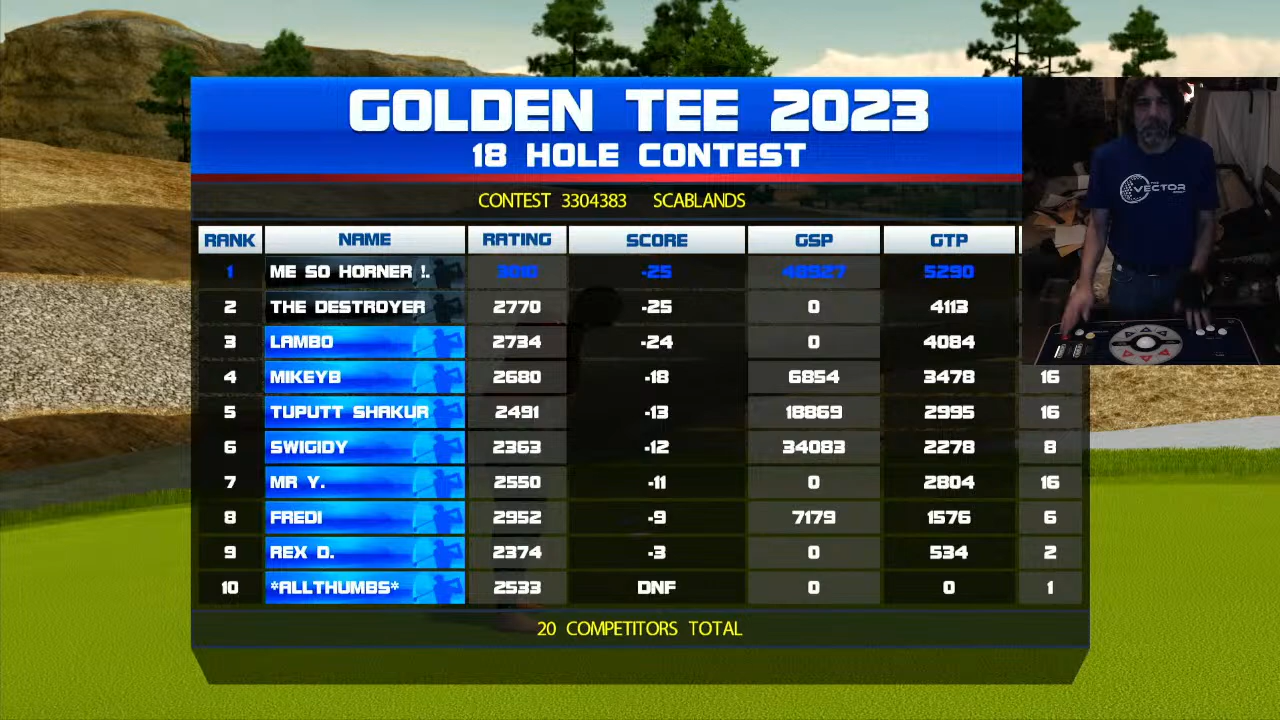 GOLDEN TEE 2023
18 HOLE CONTEST
CONTEST 3304383 SCABLANDS
RANK NAME RATING SCORE GSP GTP
1 ME SO HORNER !. 3010 -25 48927 5290
2 THE DESTROYER 2770 -25 0 4113
3 LAMBO 2734 -24 0 4084
4 MIKEYB 2680 -18 6854 3478 16
5 TUPUTT SHAKUR 2491 -13 18869 2995 16
6 SWIGIDY 2363 -12 34083 2278 8
7 MR Y. 2550 -11 0 2804 16
8 FREDI 2952 -9 7179 1576 6
9 REX D. 2374 -3 0 534 2
10 *ALLTHUMBS* 2533 DNF 0 0 1
20 COMPETITORS TOTAL
VECTOR